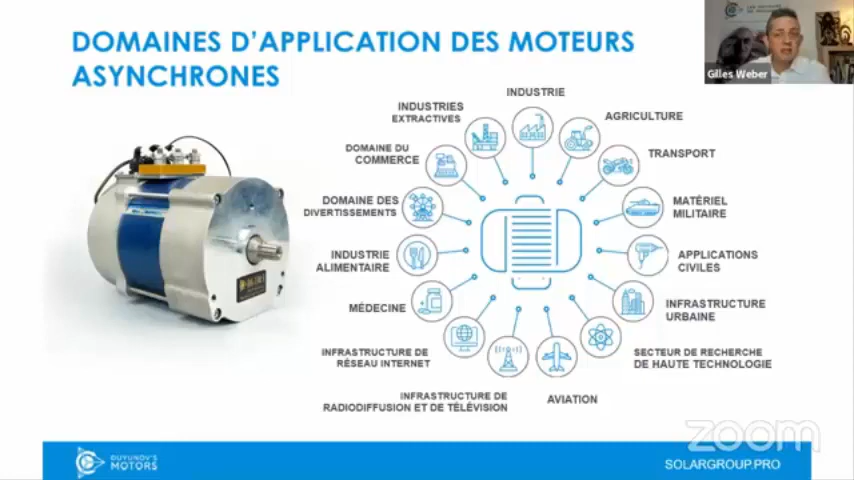 DOMAINES D'APPLICATION DES MOTEURS
ASYNCHRONES
Gilles Weber
INDUSTRIE
INDUSTRIES
EXTRACTIVES
AGRICULTURE
DOMAINE DU
COMMERCE
TRANSPORT
DOMAINE DES
DIVERTISSEMENTS
MATÉRIEL
MILITAIRE
INDUSTRIE
ALIMENTAIRE
APPLICATIONS
CIVILES
MÉDECINE
INFRASTRUCTURE
URBAINE
INFRASTRUCTURE DE
RÉSEAU INTERNET
SECTEUR DE RECHERCHE
DE HAUTE TECHNOLOGIE
INFRASTRUCTURE DE
RADIODIFFUSION ET DE TÉLÉVISION
AVIATION
zoom
DUYUNOV'S
MOTORS
SOLARGROUP.PRO